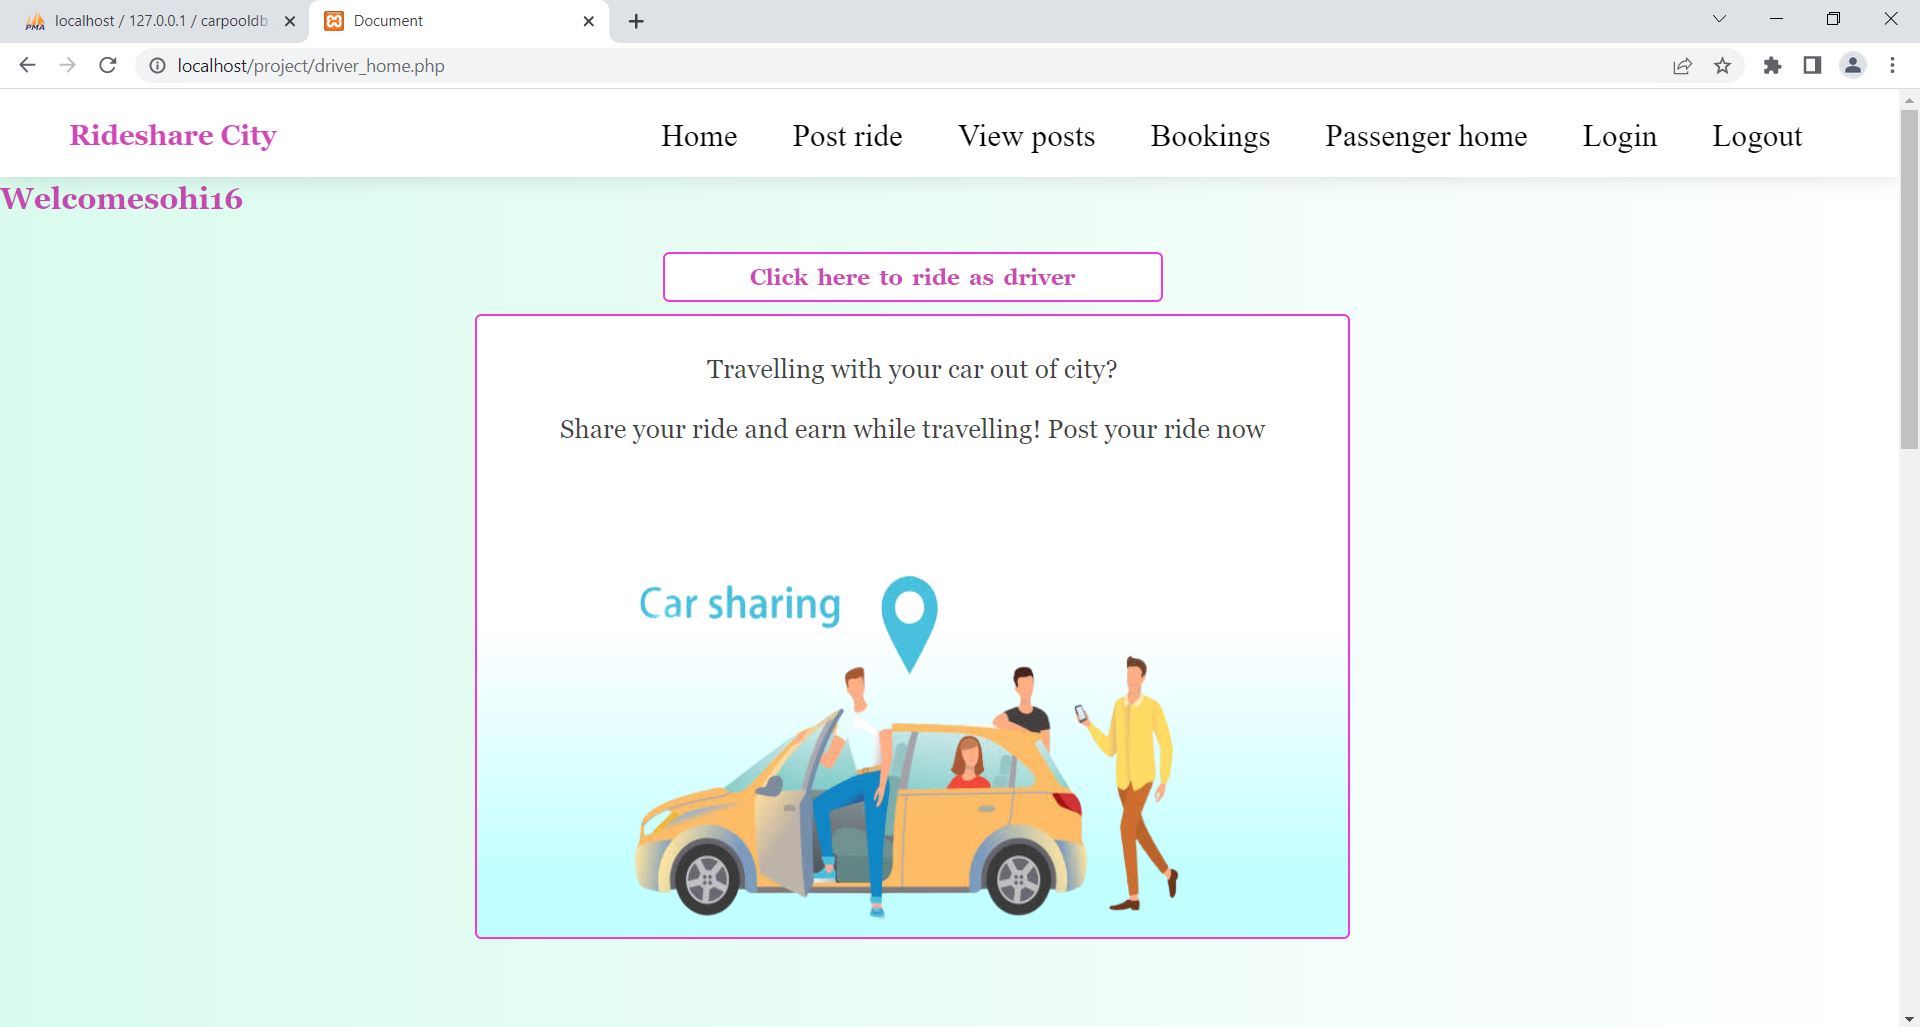 localhost / 127.0.0.1 / carpooldb
Document
localhost/project/driver_home.php
Rideshare City
Home Post ride View posts Bookings Passenger home Login Logout
Welcomesohi16
Click here to ride as driver
Travelling with your car out of city?
Share your ride and earn while travelling! Post your ride now
Car sharing